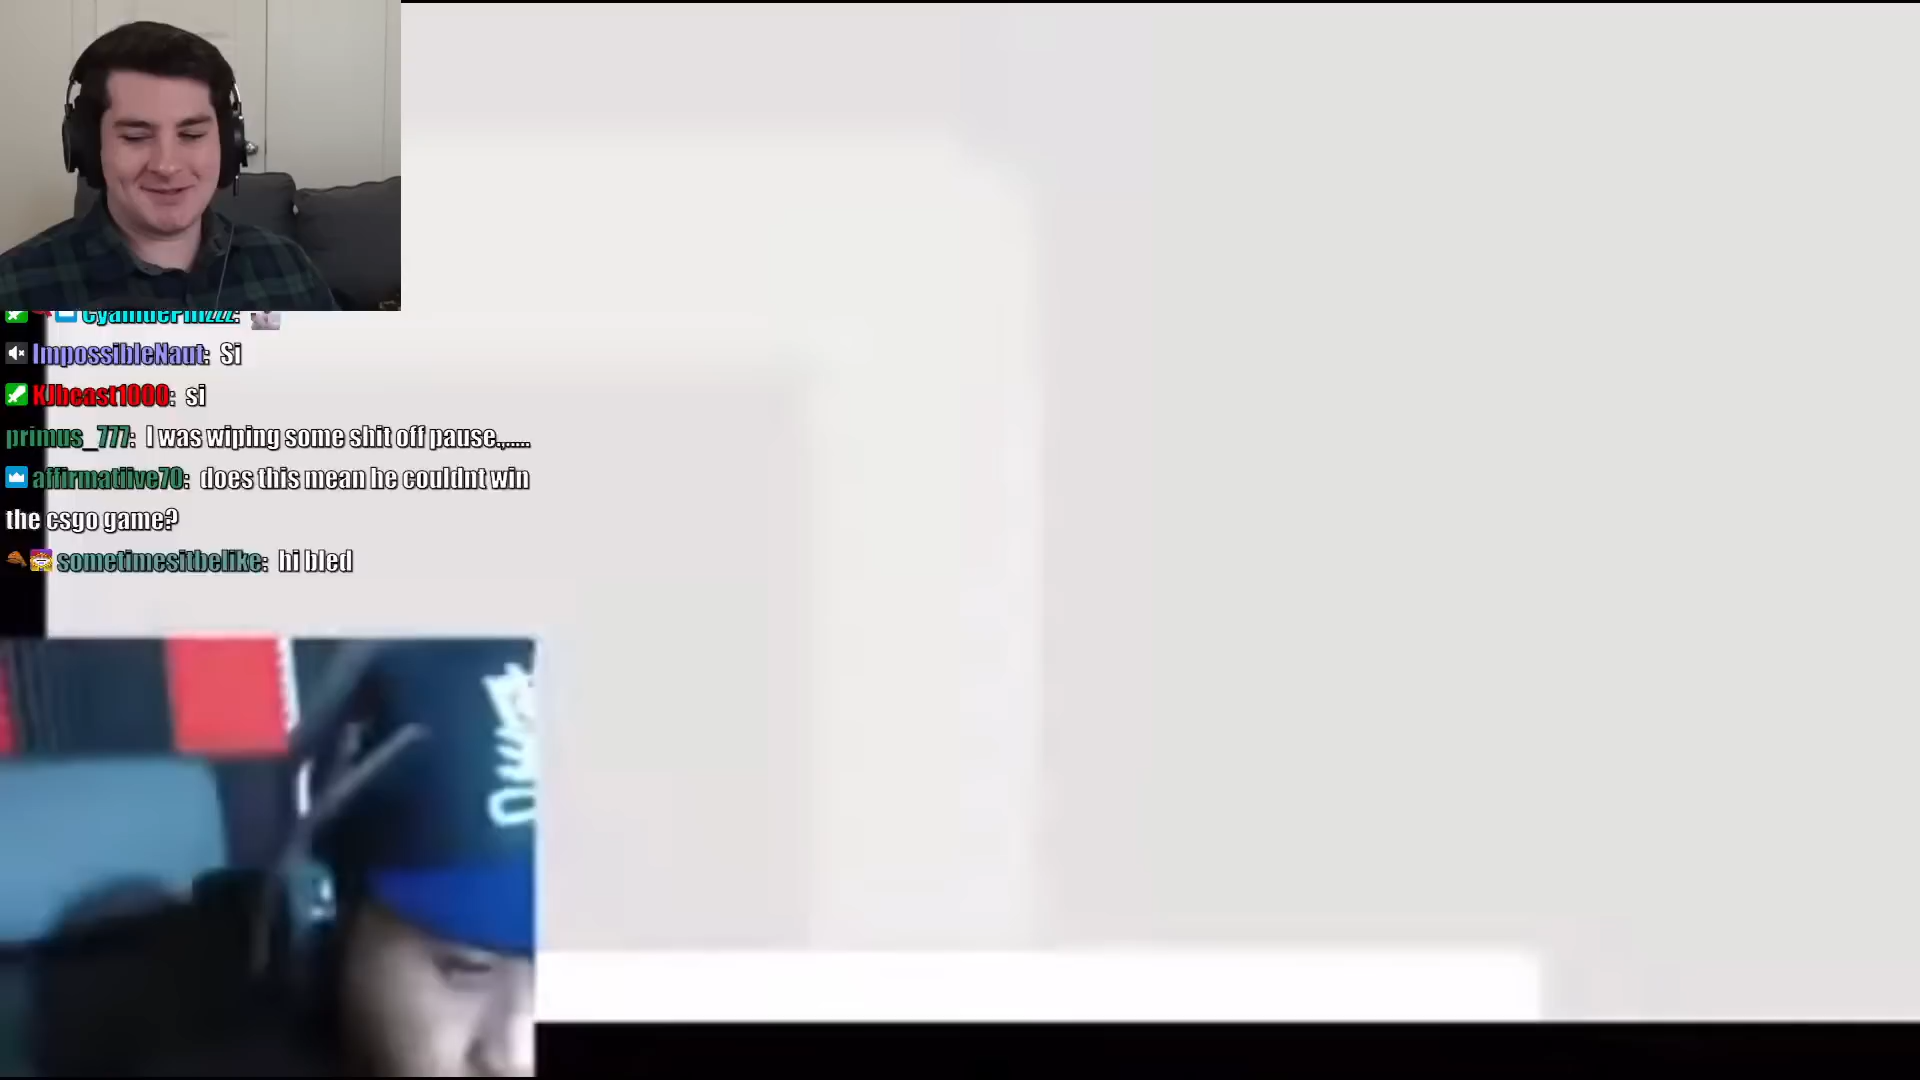 ImpossibleNaut: Si
KJbeast1000: si
primus_777: I was wiping some shit off pause.,.....
affirmatiive70: does this mean he couldnt win
the csgo game?
sometimesitbelike: hi bled